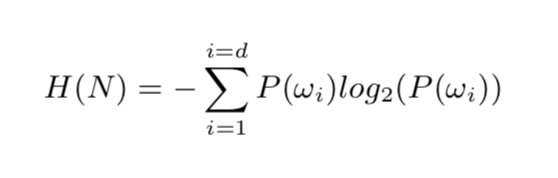 H(N) = − ∑_{i=1}^{i=d} P(ω_i)log_2(P(ω_i))